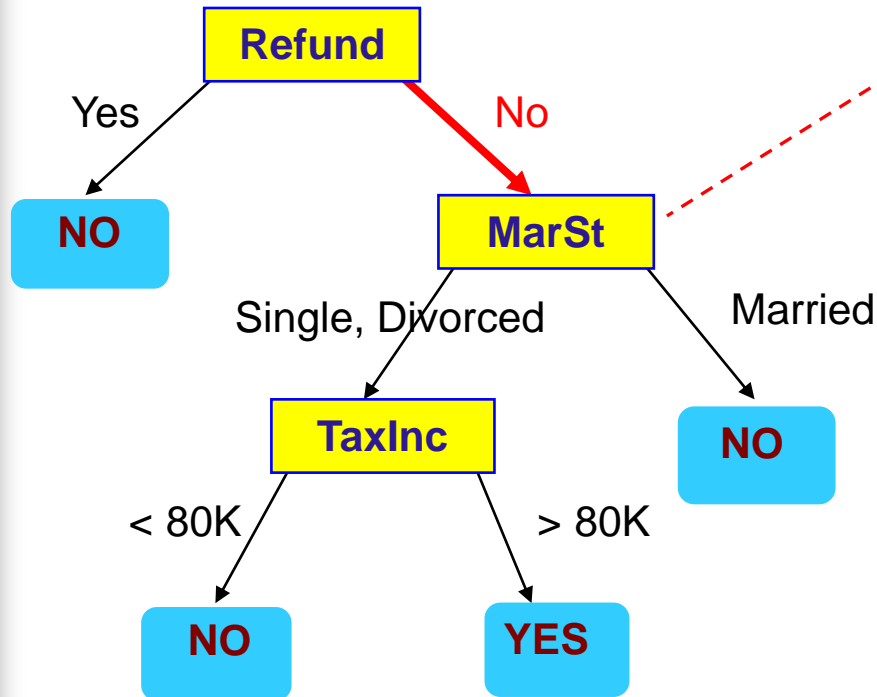 Refund
Yes
No
NO
MarSt
Single, Divorced
Married
TaxInc
NO
< 80K
> 80K
NO
YES